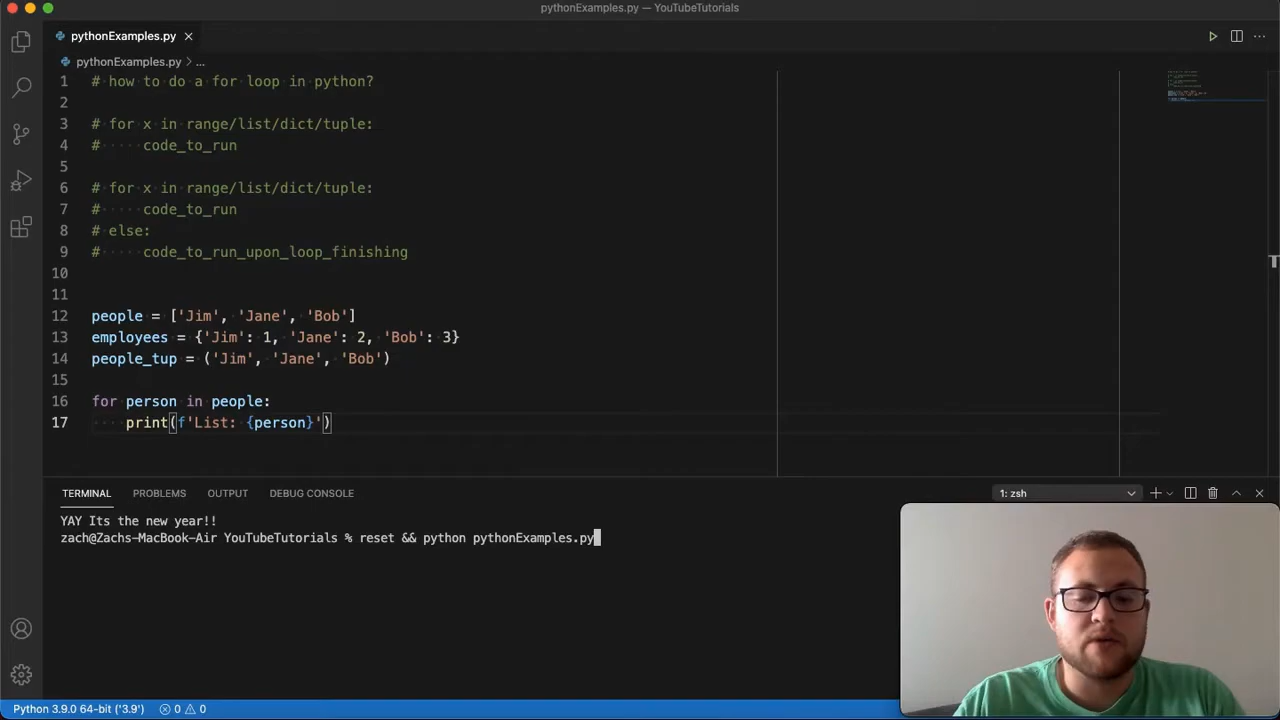 pythonExamples.py — YouTubeTutorials
pythonExamples.py
pythonExamples.py > ...
1 # how to do a for loop in python?
2
3 # for x in range/list/dict/tuple:
4 # code_to_run
5
6 # for x in range/list/dict/tuple:
7 # code_to_run
8 # else:
9 # code_to_run_upon_loop_finishing
10
11
12 people = ['Jim', 'Jane', 'Bob']
13 employees = {'Jim': 1, 'Jane': 2, 'Bob': 3}
14 people_tup = ('Jim', 'Jane', 'Bob')
15
16 for person in people:
17 print(f'List: {person}')
TERMINAL PROBLEMS OUTPUT DEBUG CONSOLE 1: zsh
YAY Its the new year!!
zach@Zachs-MacBook-Air YouTubeTutorials % reset && python pythonExamples.py
Python 3.9.0 64-bit ('3.9') 0 0